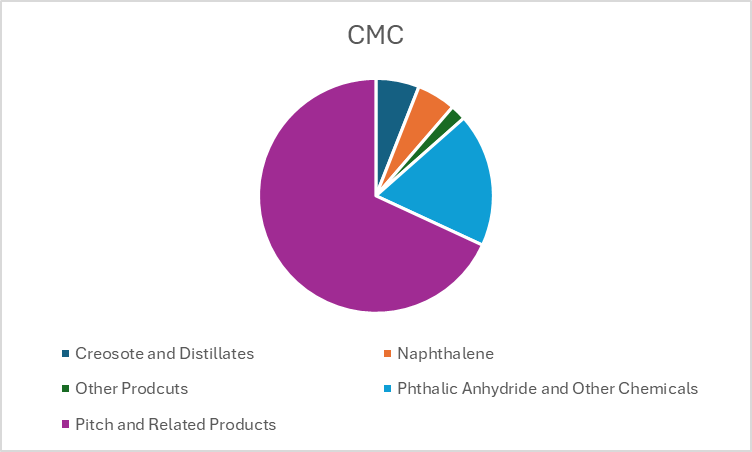 CMC
Creosote and Distillates
Naphthalene
Other Prodcuts
Phthalic Anhydride and Other Chemicals
Pitch and Related Products